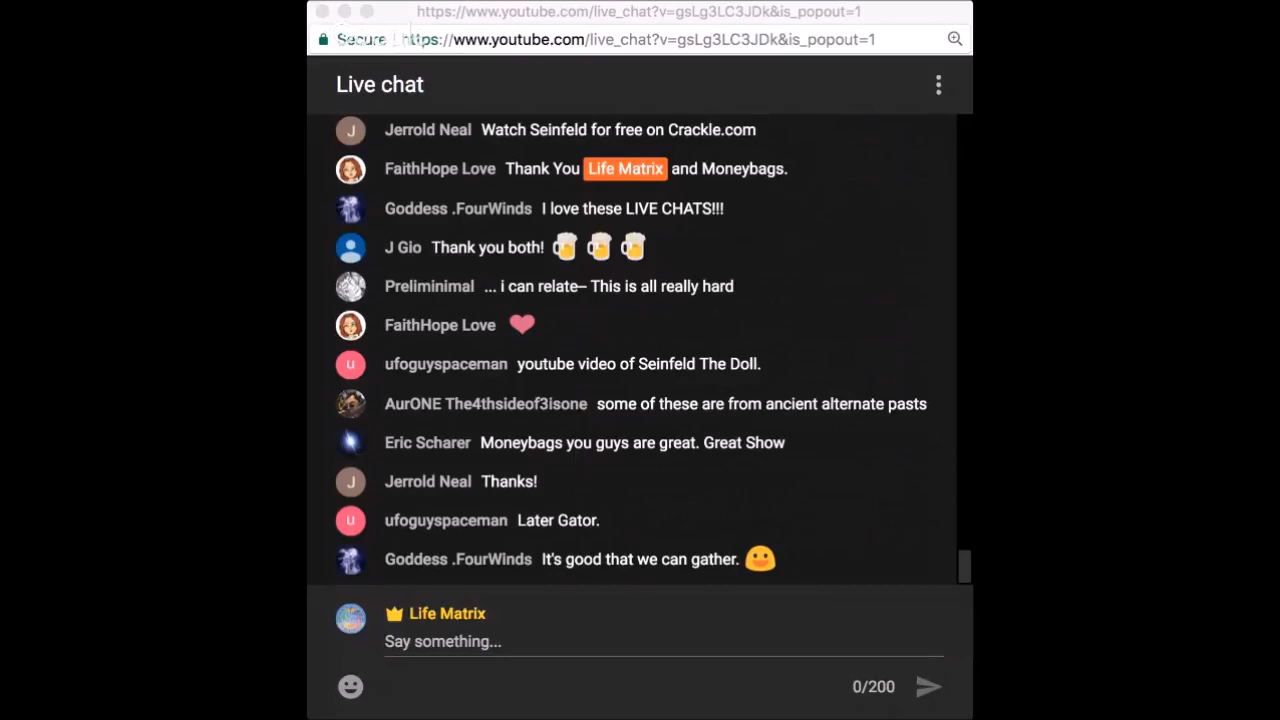 https://www.youtube.com/live_chat?v=gsLg3LC3JDk&is_popout=1
Secure https://www.youtube.com/live_chat?v=gsLg3LC3JDk&is_popout=1
Live chat
J Jerrold Neal Watch Seinfeld for free on Crackle.com
FaithHope Love Thank You Life Matrix and Moneybags.
Goddess .FourWinds I love these LIVE CHATS!!!
J Gio Thank you both! 🍺 🍺 🍺
Preliminimal ... i can relate– This is all really hard
FaithHope Love ❤
u ufoguyspaceman youtube video of Seinfeld The Doll.
AurONE The4thsideof3isone some of these are from ancient alternate pasts
Eric Scharer Moneybags you guys are great. Great Show
J Jerrold Neal Thanks!
u ufoguyspaceman Later Gator.
Goddess .FourWinds It's good that we can gather. 😀
Life Matrix
Say something...
0/200